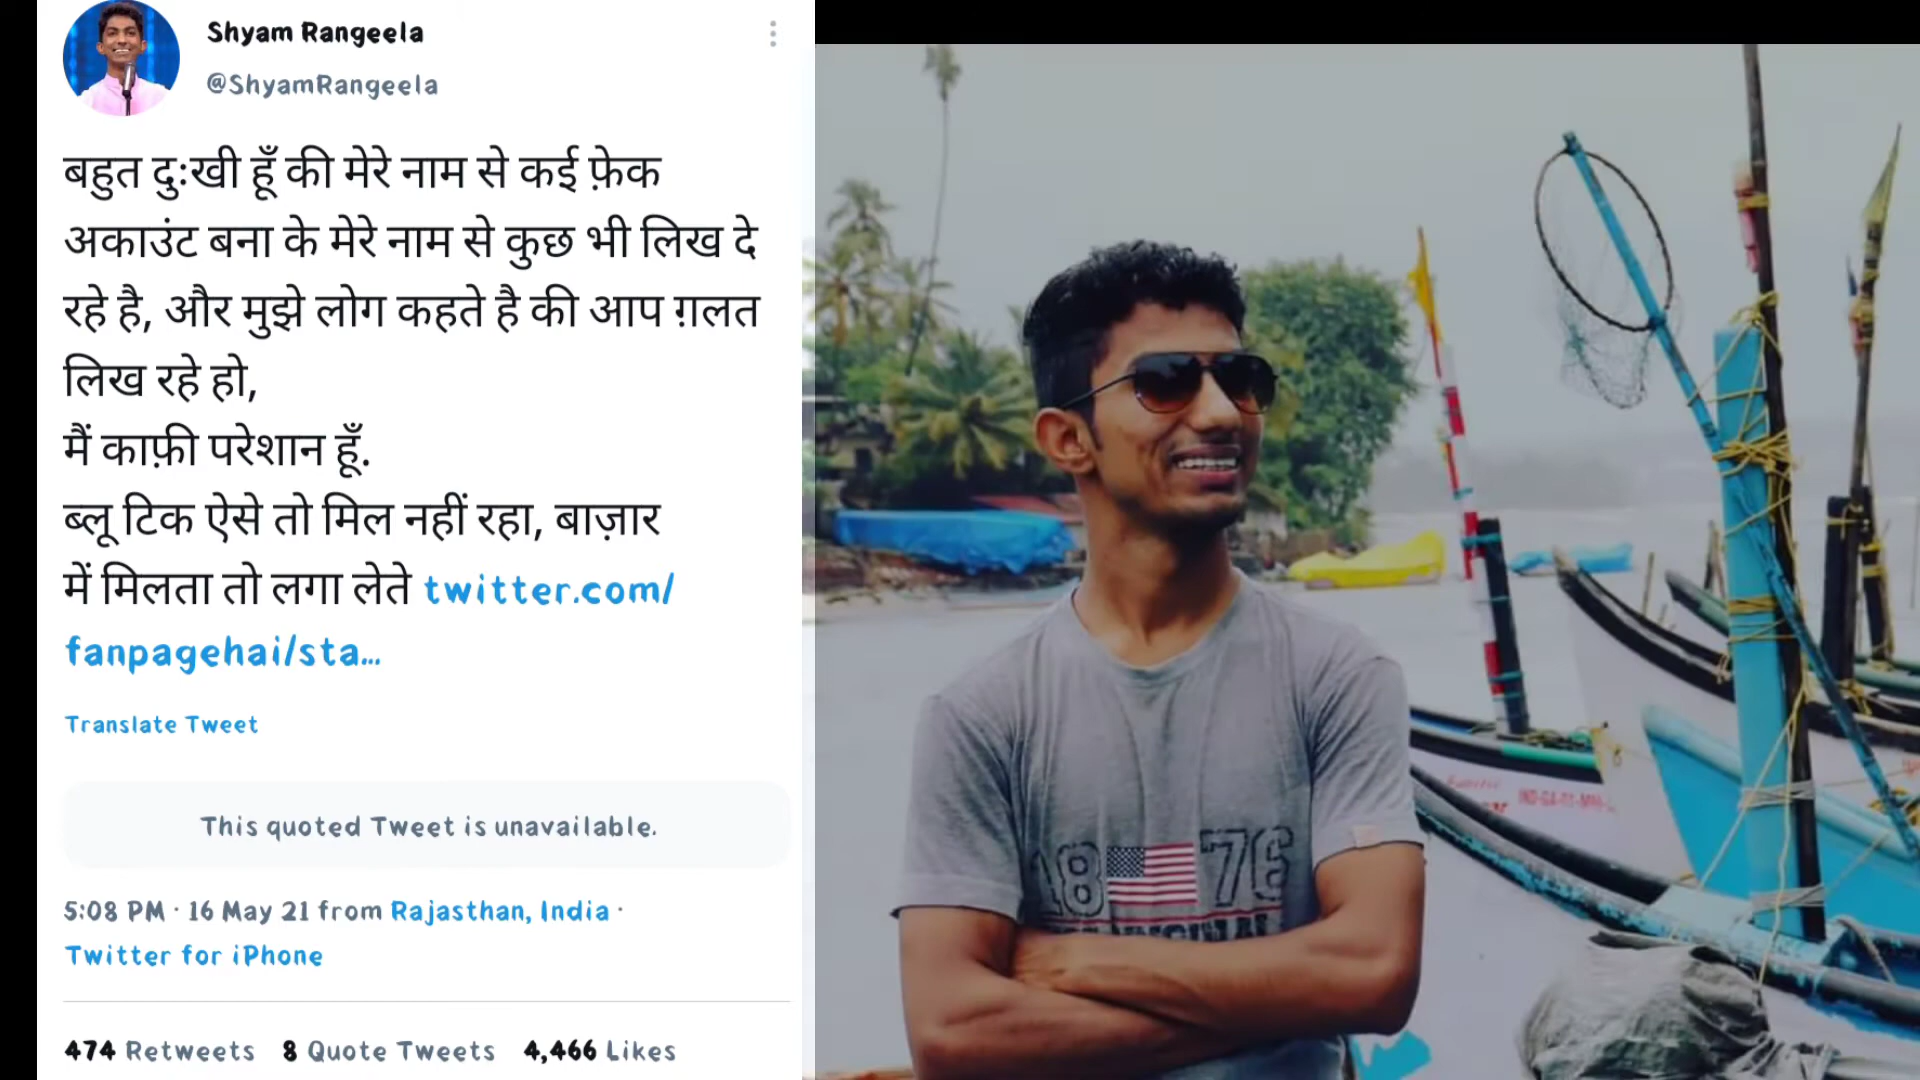 Shyam Rangeela
@ShyamRangeela
बहुत दुःखी हूँ की मेरे नाम से कई फ़ेक
अकाउंट बना के मेरे नाम से कुछ भी लिख दे
रहे है, और मुझे लोग कहते है की आप ग़लत
लिख रहे हो,
मैं काफ़ी परेशान हूँ.
ब्लू टिक ऐसे तो मिल नहीं रहा, बाज़ार
में मिलता तो लगा लेते twitter.com/
fanpagehai/sta...
Translate Tweet
This quoted Tweet is unavailable.
5:08 PM · 16 May 21 from Rajasthan, India ·
Twitter for iPhone
474 Retweets 8 Quote Tweets 4,466 Likes
1876